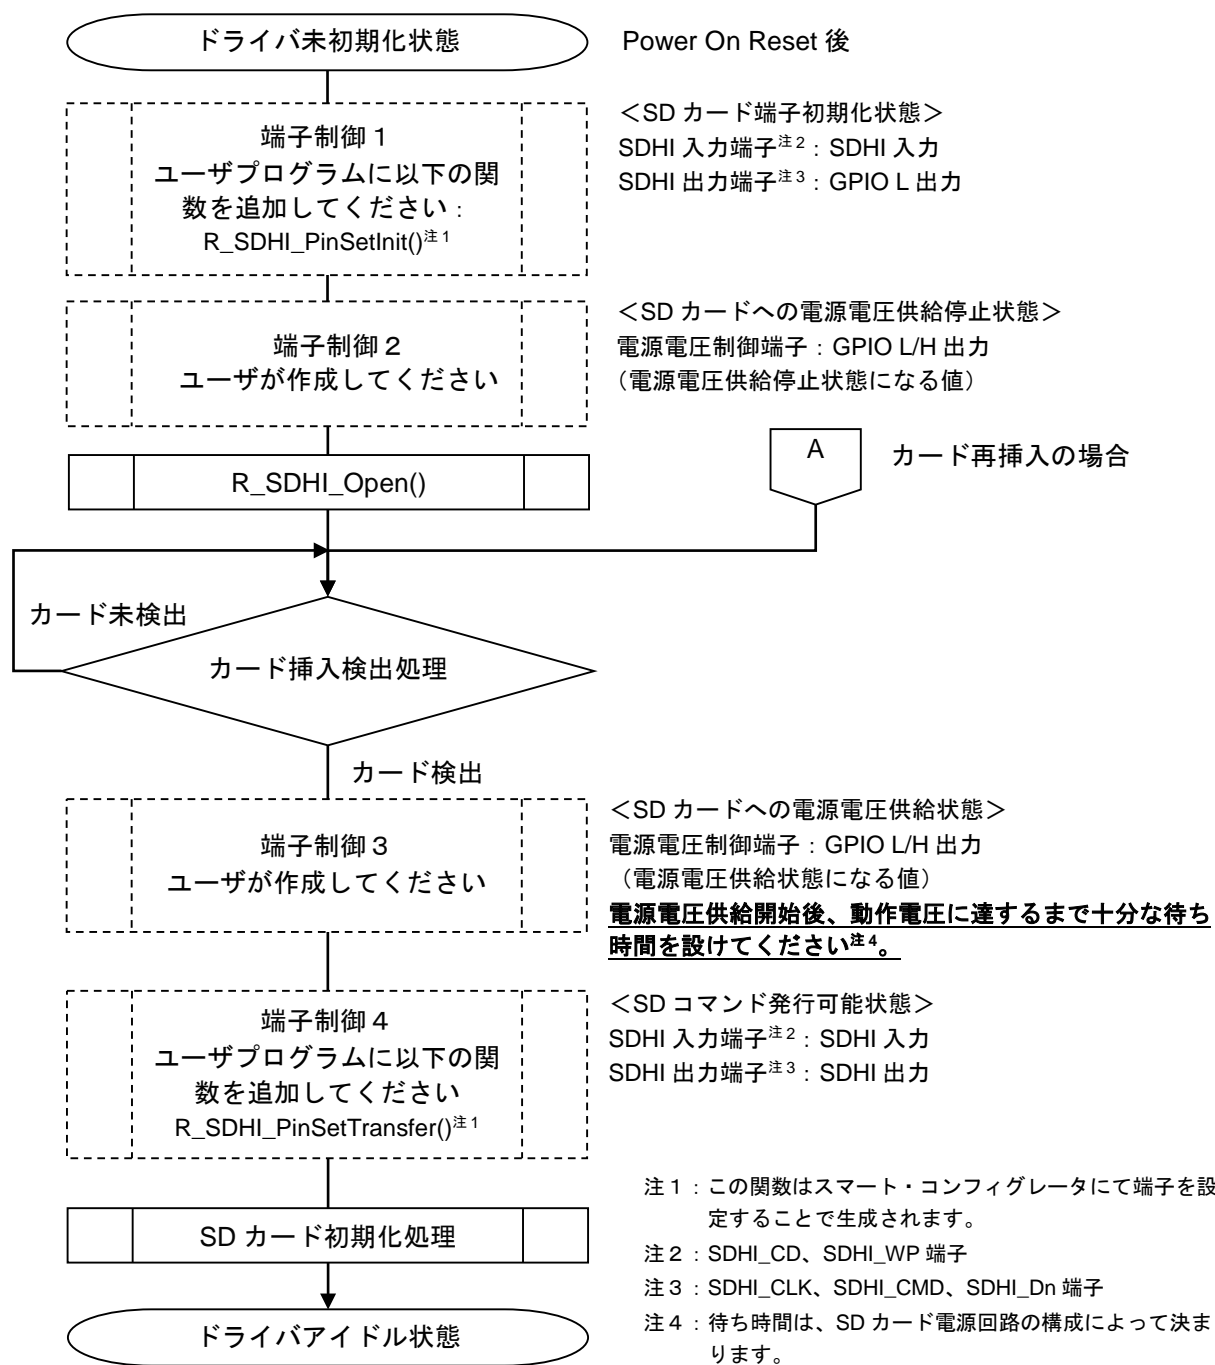 ドライバ未初期化状態
Power On Reset 後
端子制御１
ユーザプログラムに以下の関
数を追加してください：
R_SDHI_PinSetInit()注１
＜SD カード端子初期化状態＞
SDHI 入力端子注２：SDHI 入力
SDHI 出力端子注３：GPIO L 出力
端子制御２
ユーザが作成してください
＜SD カードへの電源電圧供給停止状態＞
電源電圧制御端子：GPIO L/H 出力
（電源電圧供給停止状態になる値）
R_SDHI_Open()
A
カード再挿入の場合
カード未検出
カード挿入検出処理
カード検出
端子制御３
ユーザが作成してください
＜SD カードへの電源電圧供給状態＞
電源電圧制御端子：GPIO L/H 出力
（電源電圧供給状態になる値）
電源電圧供給開始後、動作電圧に達するまで十分な待ち
時間を設けてください注４。
端子制御４
ユーザプログラムに以下の関
数を追加してください
R_SDHI_PinSetTransfer()注１
＜SD コマンド発行可能状態＞
SDHI 入力端子注２：SDHI 入力
SDHI 出力端子注３：SDHI 出力
SD カード初期化処理
ドライバアイドル状態
注１：この関数はスマート・コンフィグレータにて端子を設
定することで生成されます。
注２：SDHI_CD、SDHI_WP 端子
注３：SDHI_CLK、SDHI_CMD、SDHI_Dn 端子
注４：待ち時間は、SD カード電源回路の構成によって決ま
ります。